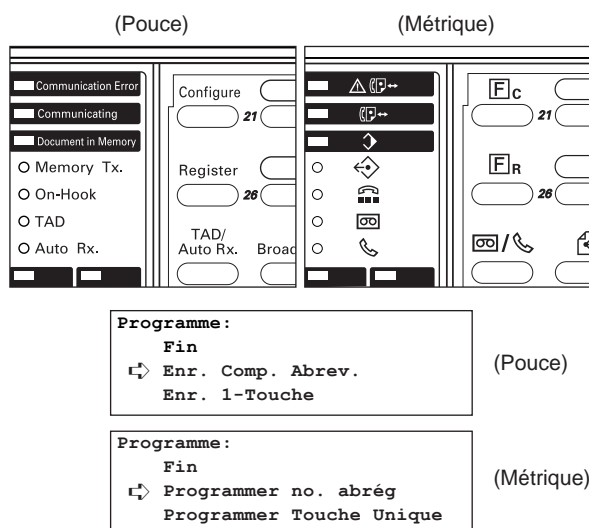 (Pouce)
(Métrique)
Communication Error
Communicating
Document in Memory
Memory Tx.
On-Hook
TAD
Auto Rx.
Configure
21
Register
26
TAD/
Auto Rx.
Broad
F C
21
F R
26
/
Programme:
Fin
Enr. Comp. Abrev.
Enr. 1-Touche
(Pouce)
Programme:
Fin
Programmer no. abrég
Programmer Touche Unique
(Métrique)